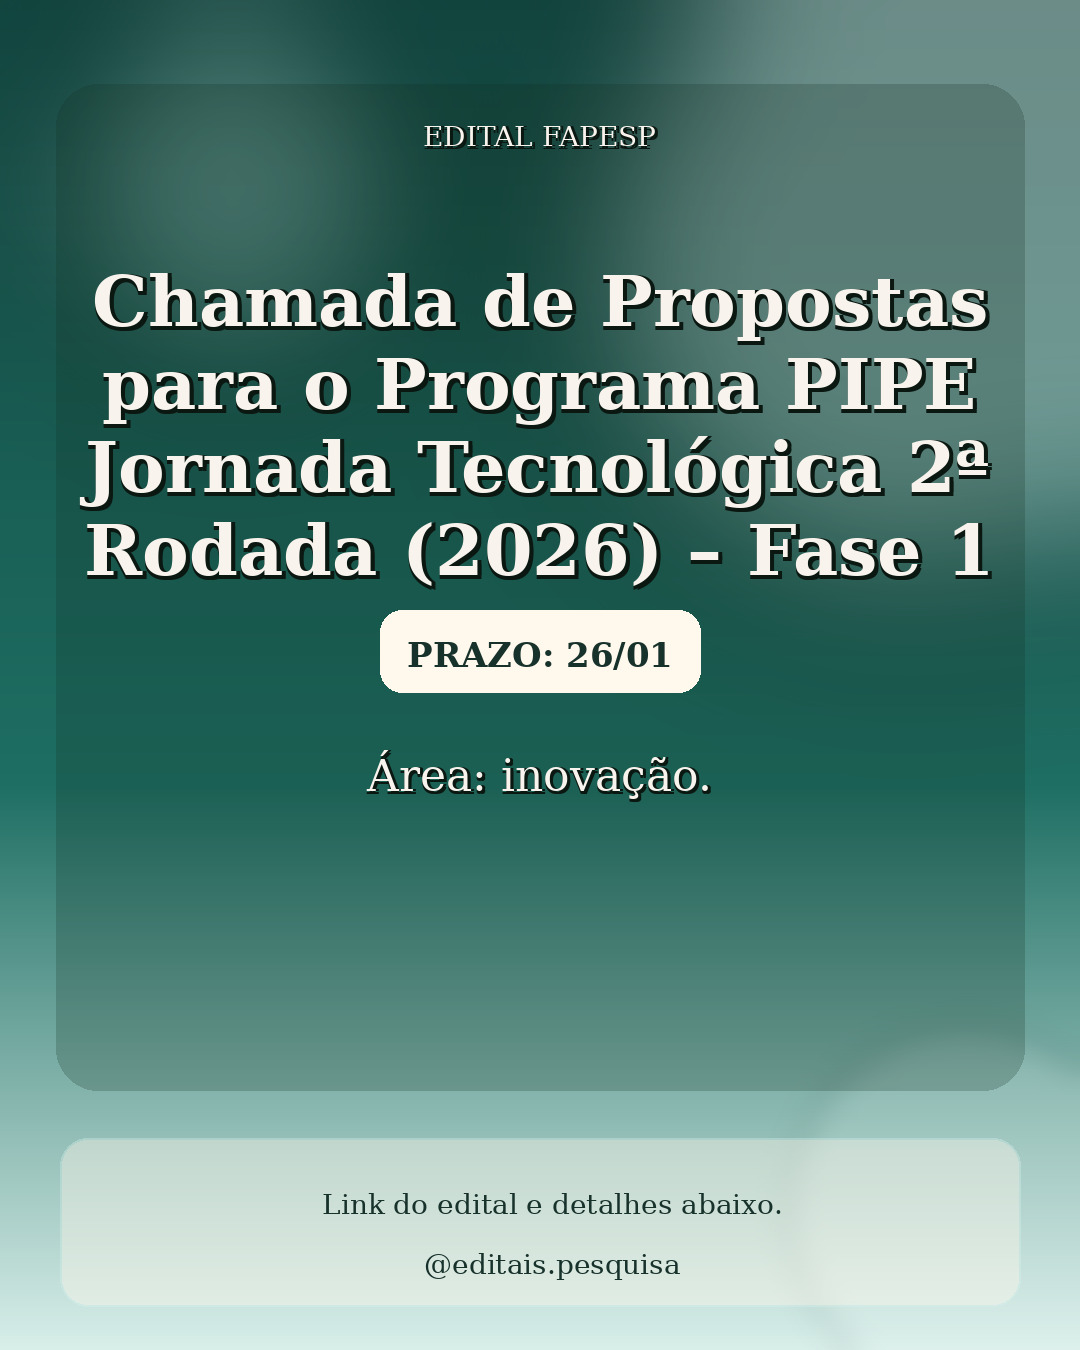 EDITAL FAPESP
Chamada de Propostas
para o Programa PIPE
Jornada Tecnológica 2ª
Rodada (2026) – Fase 1
PRAZO: 26/01
Área: inovação.
Link do edital e detalhes abaixo.
@editais.pesquisa